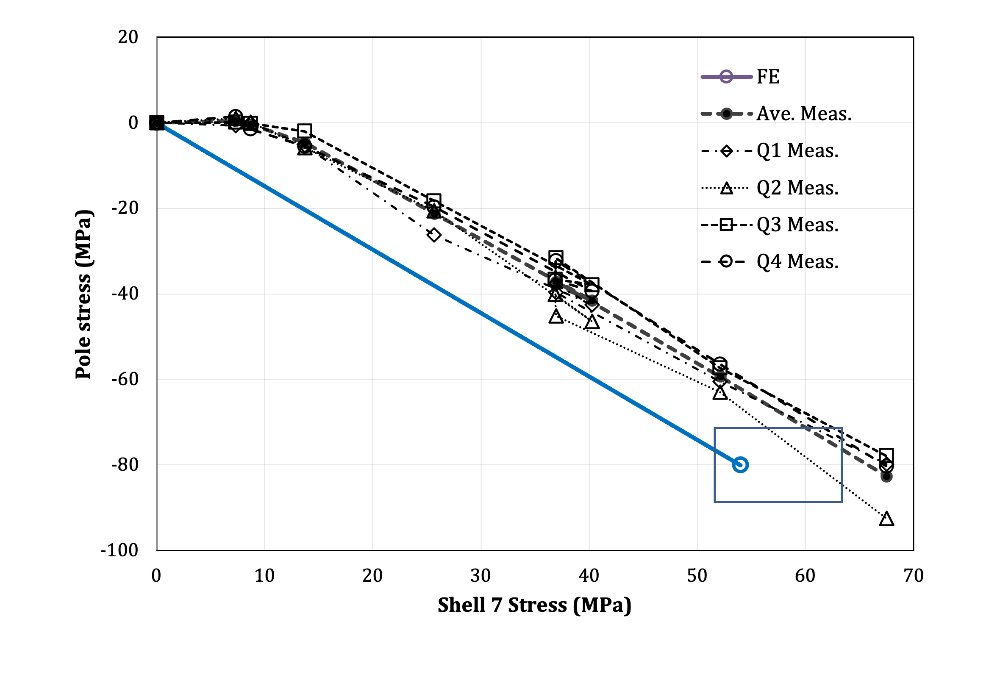 20
0
-20
-40
-60
-80
-100
Pole stress (MPa)
FE
Ave. Meas.
Q1 Meas.
Q2 Meas.
Q3 Meas.
Q4 Meas.
0 10 20 30 40 50 60 70
Shell 7 Stress (MPa)